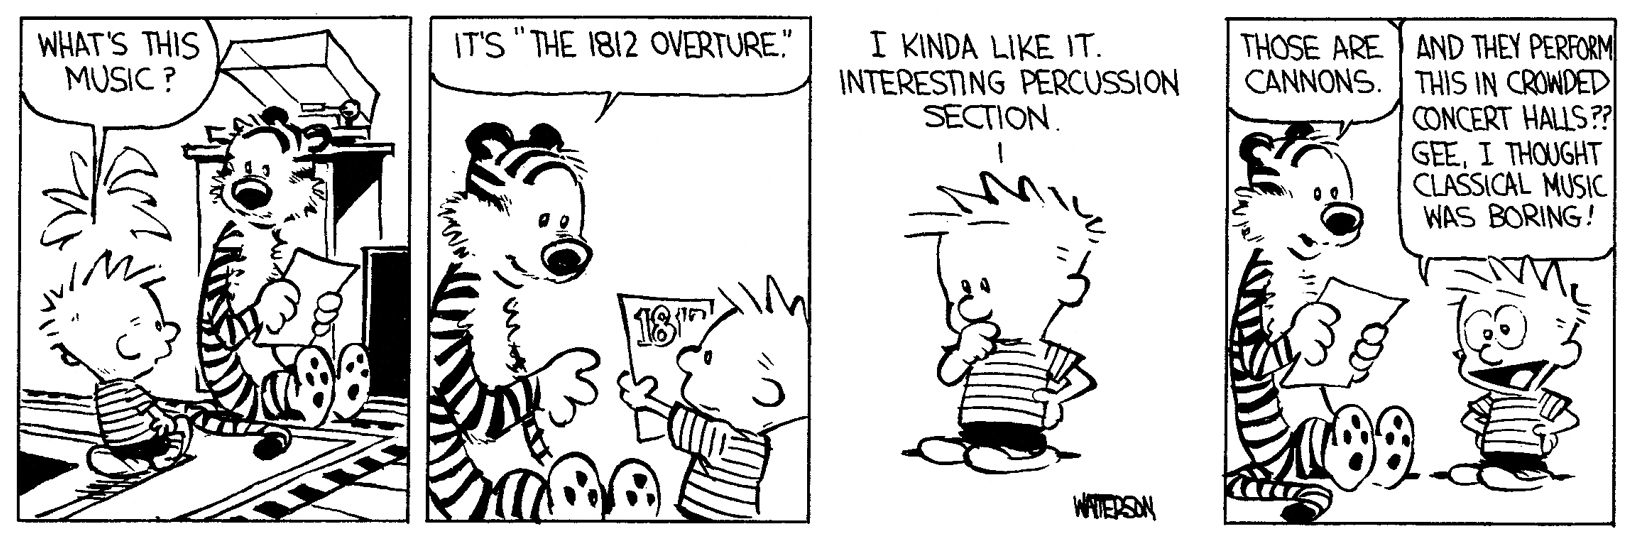 WHAT'S THIS
MUSIC?
IT'S "THE 1812 OVERTURE."
18
I KINDA LIKE IT.
INTERESTING PERCUSSION
SECTION.
WATTERSON
THOSE ARE
CANNONS.
AND THEY PERFORM
THIS IN CROWDED
CONCERT HALLS??
GEE, I THOUGHT
CLASSICAL MUSIC
WAS BORING!